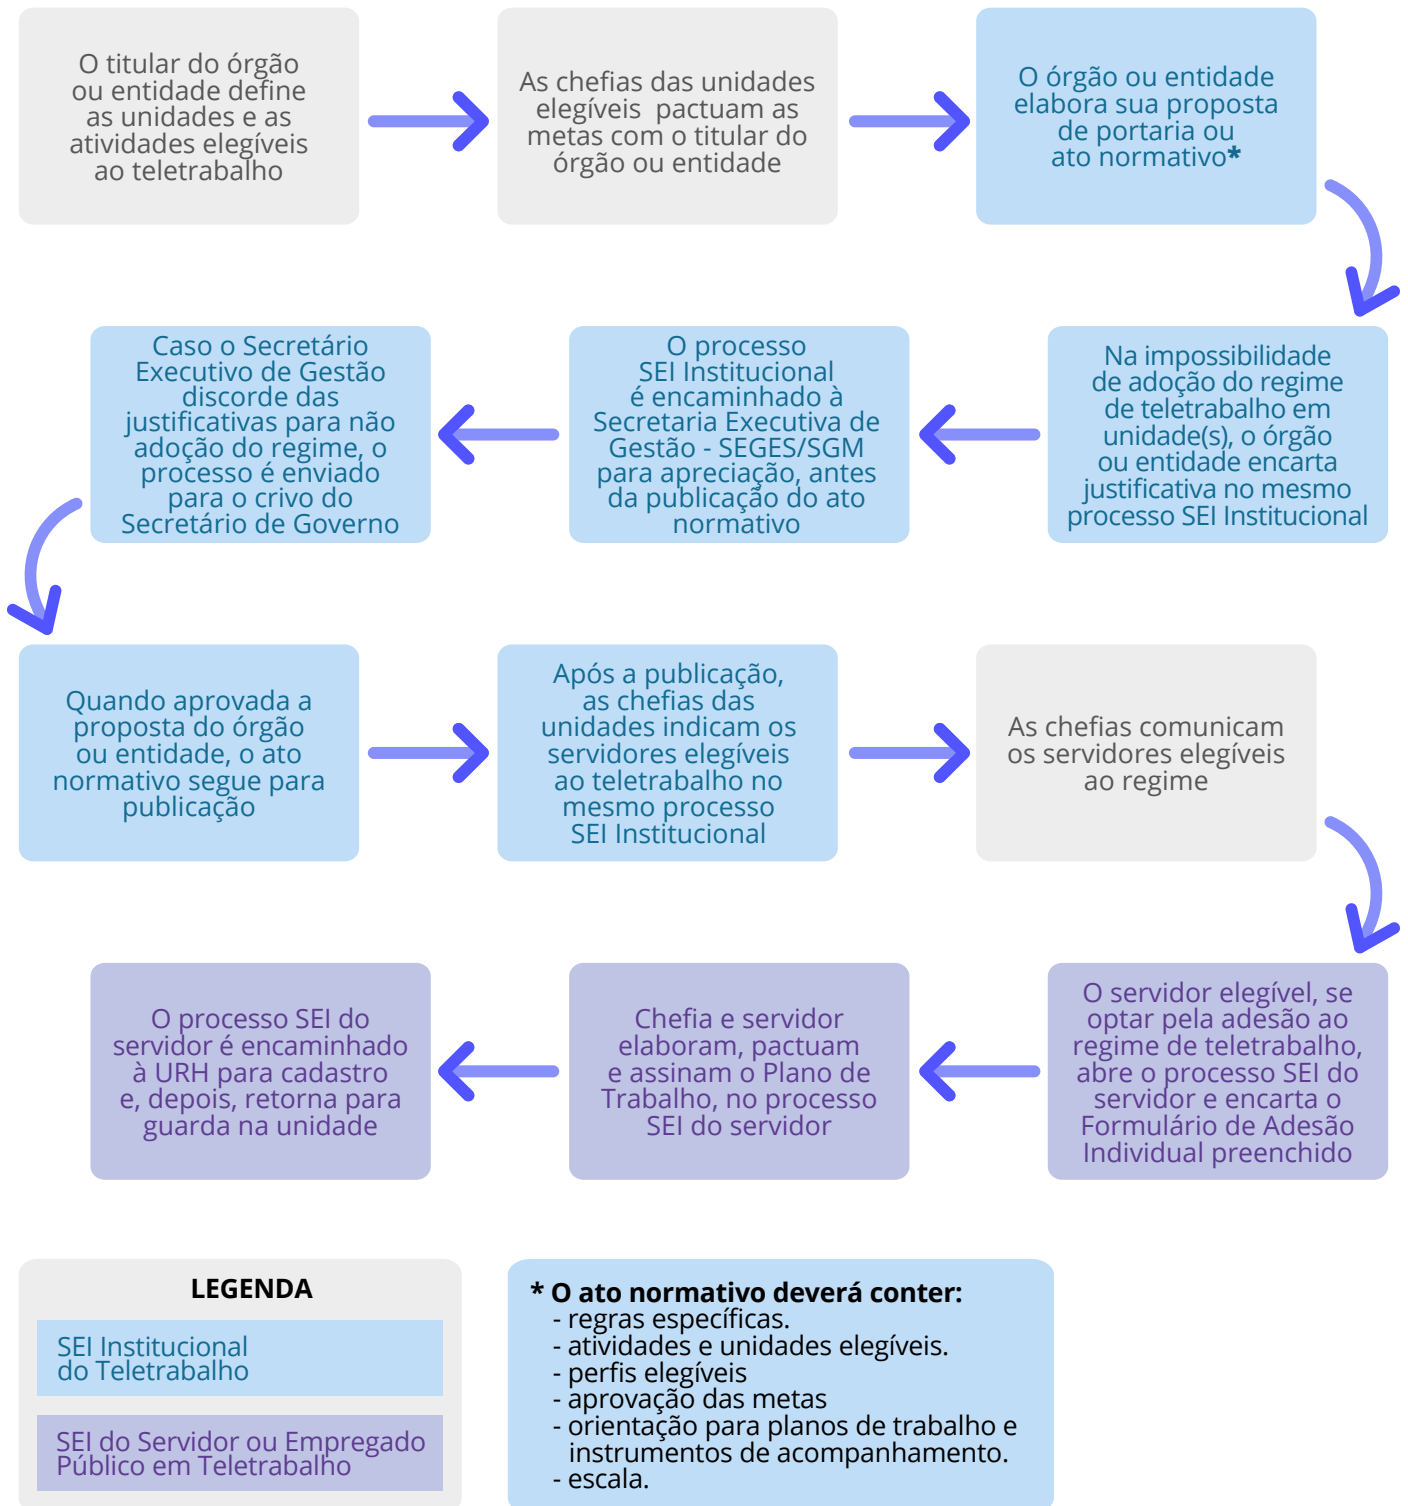 O titular do órgão
ou entidade define
as unidades e as
atividades elegíveis
ao teletrabalho
As chefias das unidades
elegíveis pactuam as
metas com o titular do
órgão ou entidade
O órgão ou entidade
elabora sua proposta
de portaria ou
ato normativo*
Na impossibilidade
de adoção do regime
de teletrabalho em
unidade(s), o órgão
ou entidade encarta
justificativa no mesmo
processo SEI Institucional
O processo
SEI Institucional
é encaminhado à
Secretaria Executiva de
Gestão - SEGES/SGM
para apreciação, antes
da publicação do ato
normativo
Caso o Secretário
Executivo de Gestão
discorde das
justificativas para não
adoção do regime, o
processo é enviado
para o crivo do
Secretário de Governo
Quando aprovada a
proposta do órgão
ou entidade, o ato
normativo segue para
publicação
Após a publicação,
as chefias das
unidades indicam os
servidores elegíveis
ao teletrabalho no
mesmo processo
SEI Institucional
As chefias comunicam
os servidores elegíveis
ao regime
O servidor elegível, se
optar pela adesão ao
regime de teletrabalho,
abre o processo SEI do
servidor e encarta o
Formulário de Adesão
Individual preenchido
Chefia e servidor
elaboram, pactuam
e assinam o Plano de
Trabalho, no processo
SEI do servidor
O processo SEI do
servidor é encaminhado
à URH para cadastro
e, depois, retorna para
guarda na unidade
LEGENDA
SEI Institucional
do Teletrabalho
SEI do Servidor ou Empregado
Público em Teletrabalho
* O ato normativo deverá conter:
- regras específicas.
- atividades e unidades elegíveis.
- perfis elegíveis
- aprovação das metas
- orientação para planos de trabalho e
instrumentos de acompanhamento.
- escala.